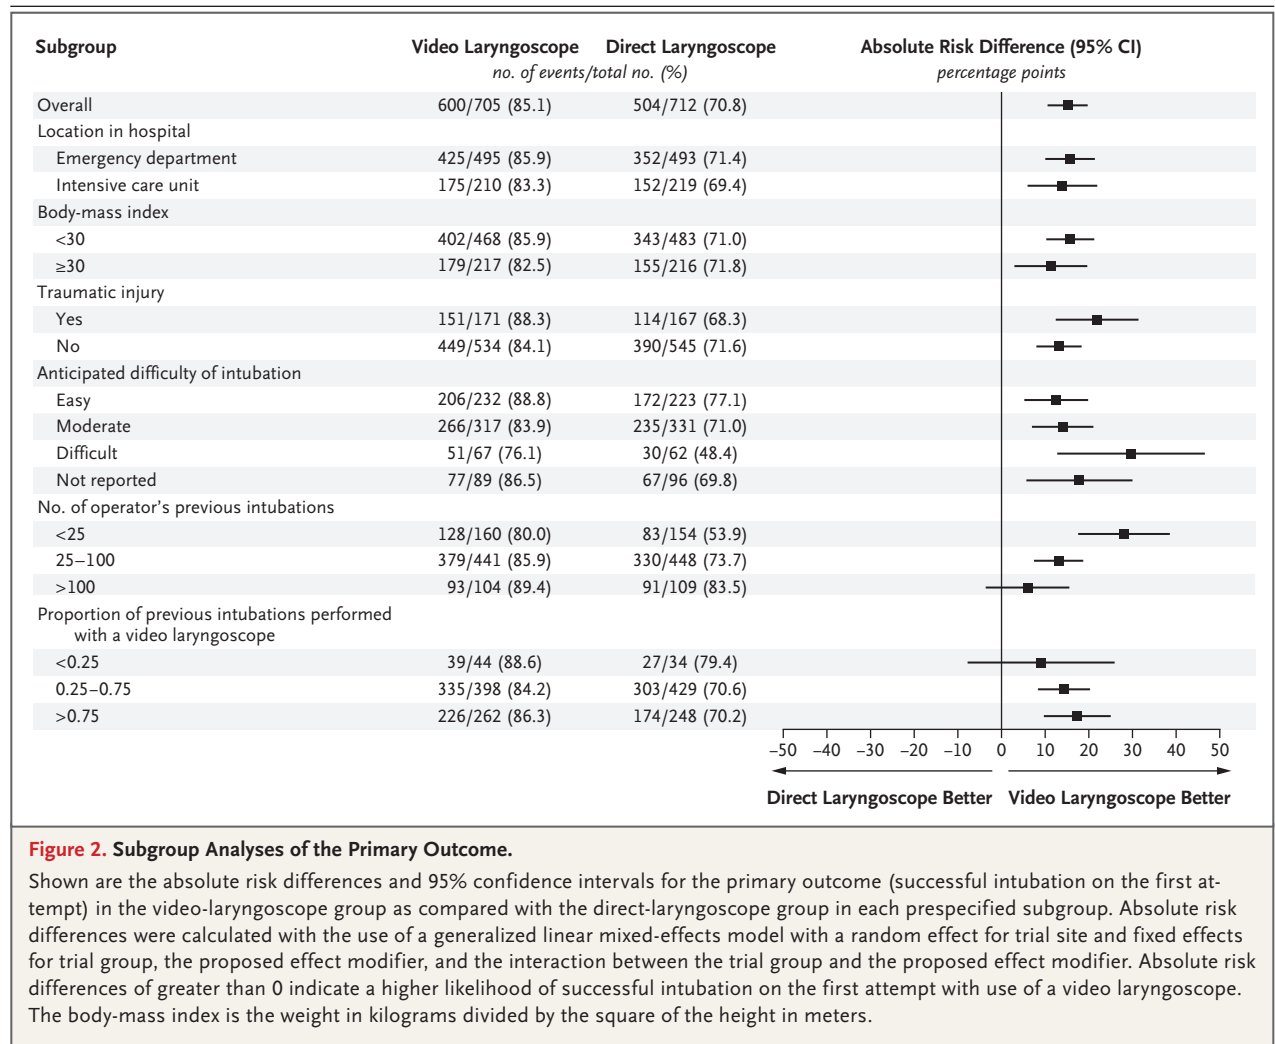 Subgroup Video Laryngoscope Direct Laryngoscope Absolute Risk Difference (95% CI)
no. of events/total no. (%) percentage points
Overall 600/705 (85.1) 504/712 (70.8)
Location in hospital
Emergency department 425/495 (85.9) 352/493 (71.4)
Intensive care unit 175/210 (83.3) 152/219 (69.4)
Body-mass index
<30 402/468 (85.9) 343/483 (71.0)
≥30 179/217 (82.5) 155/216 (71.8)
Traumatic injury
Yes 151/171 (88.3) 114/167 (68.3)
No 449/534 (84.1) 390/545 (71.6)
Anticipated difficulty of intubation
Easy 206/232 (88.8) 172/223 (77.1)
Moderate 266/317 (83.9) 235/331 (71.0)
Difficult 51/67 (76.1) 30/62 (48.4)
Not reported 77/89 (86.5) 67/96 (69.8)
No. of operator's previous intubations
<25 128/160 (80.0) 83/154 (53.9)
25–100 379/441 (85.9) 330/448 (73.7)
>100 93/104 (89.4) 91/109 (83.5)
Proportion of previous intubations performed
with a video laryngoscope
<0.25 39/44 (88.6) 27/34 (79.4)
0.25–0.75 335/398 (84.2) 303/429 (70.6)
>0.75 226/262 (86.3) 174/248 (70.2)
–50 –40 –30 –20 –10 0 10 20 30 40 50
Direct Laryngoscope Better Video Laryngoscope Better
Figure 2. Subgroup Analyses of the Primary Outcome.
Shown are the absolute risk differences and 95% confidence intervals for the primary outcome (successful intubation on the first at-
tempt) in the video-laryngoscope group as compared with the direct-laryngoscope group in each prespecified subgroup. Absolute risk
differences were calculated with the use of a generalized linear mixed-effects model with a random effect for trial site and fixed effects
for trial group, the proposed effect modifier, and the interaction between the trial group and the proposed effect modifier. Absolute risk
differences of greater than 0 indicate a higher likelihood of successful intubation on the first attempt with use of a video laryngoscope.
The body-mass index is the weight in kilograms divided by the square of the height in meters.